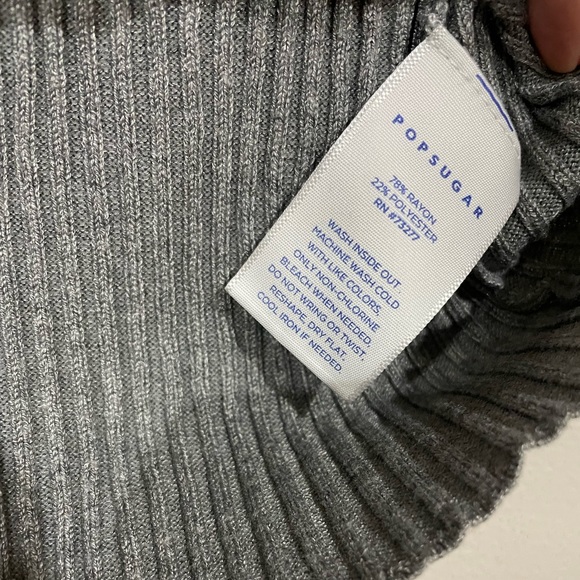 POPSUGAR
78% RAYON
22% POLYESTER
RN #73277
WASH INSIDE OUT.
MACHINE WASH COLD
WITH LIKE COLORS.
ONLY NON-CHLORINE
BLEACH WHEN NEEDED.
DO NOT WRING OR TWIST.
RESHAPE, DRY FLAT.
COOL IRON IF NEEDED.